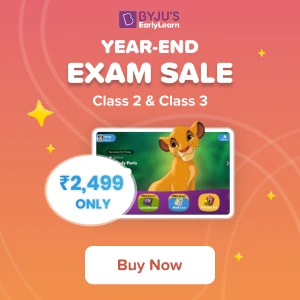 BYJU'S
EarlyLearn
YEAR-END
EXAM SALE
Class 2 & Class 3
₹2,499
ONLY
Buy Now